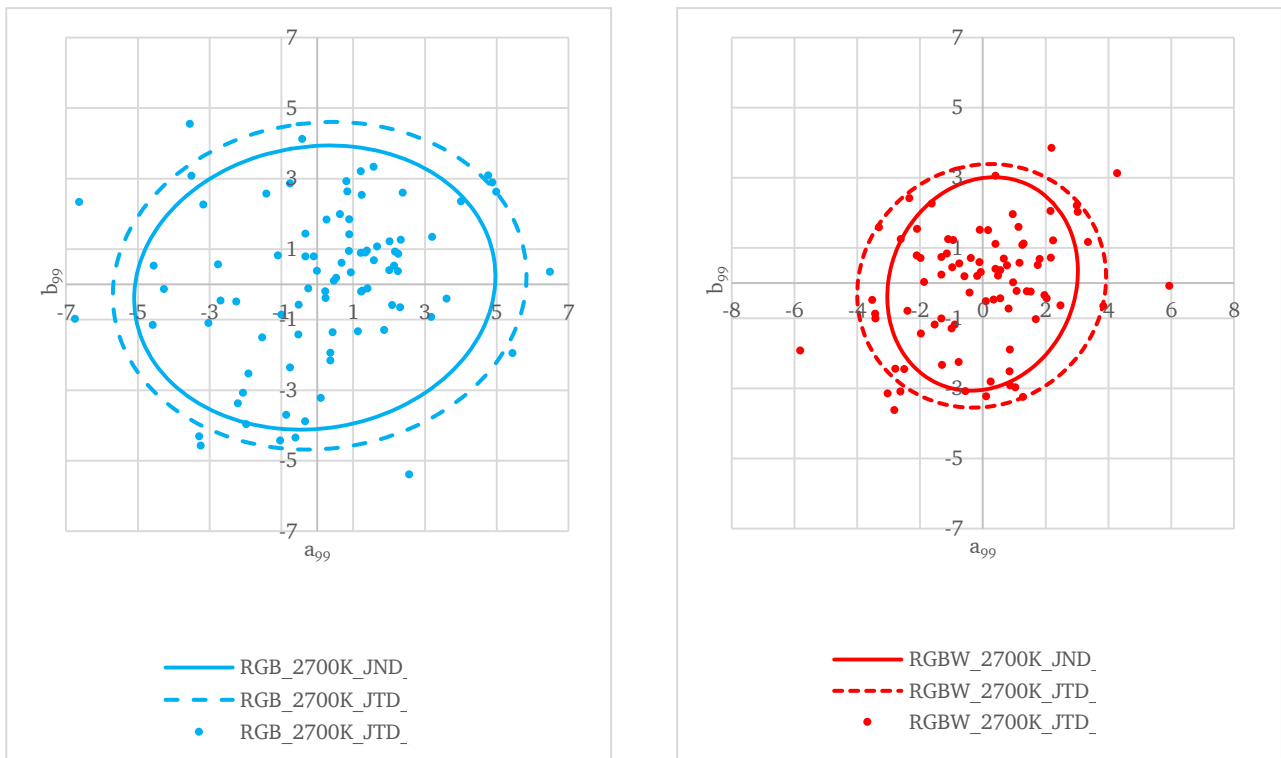 7
5
3
1
-7 -5 -3 -1 1 3 5 7
-1
-3
-5
-7
b99
a99
RGB_2700K_JND_
RGB_2700K_JTD_
RGB_2700K_JTD_
7
5
3
1
-8 -6 -4 -2 0 2 4 6 8
-1
-3
-5
-7
b99
a99
RGBW_2700K_JND_
RGBW_2700K_JTD_
RGBW_2700K_JTD_